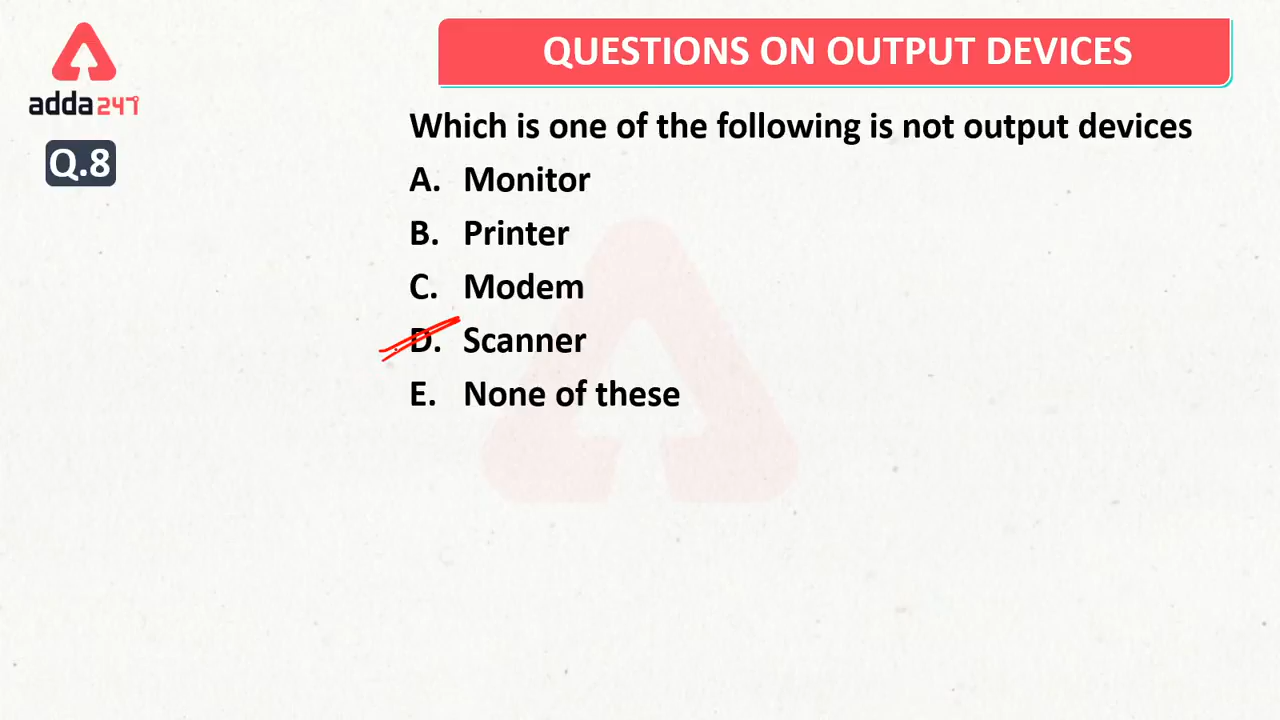 QUESTIONS ON OUTPUT DEVICES
adda247
Q.8
Which is one of the following is not output devices
A. Monitor
B. Printer
C. Modem
D. Scanner
E. None of these